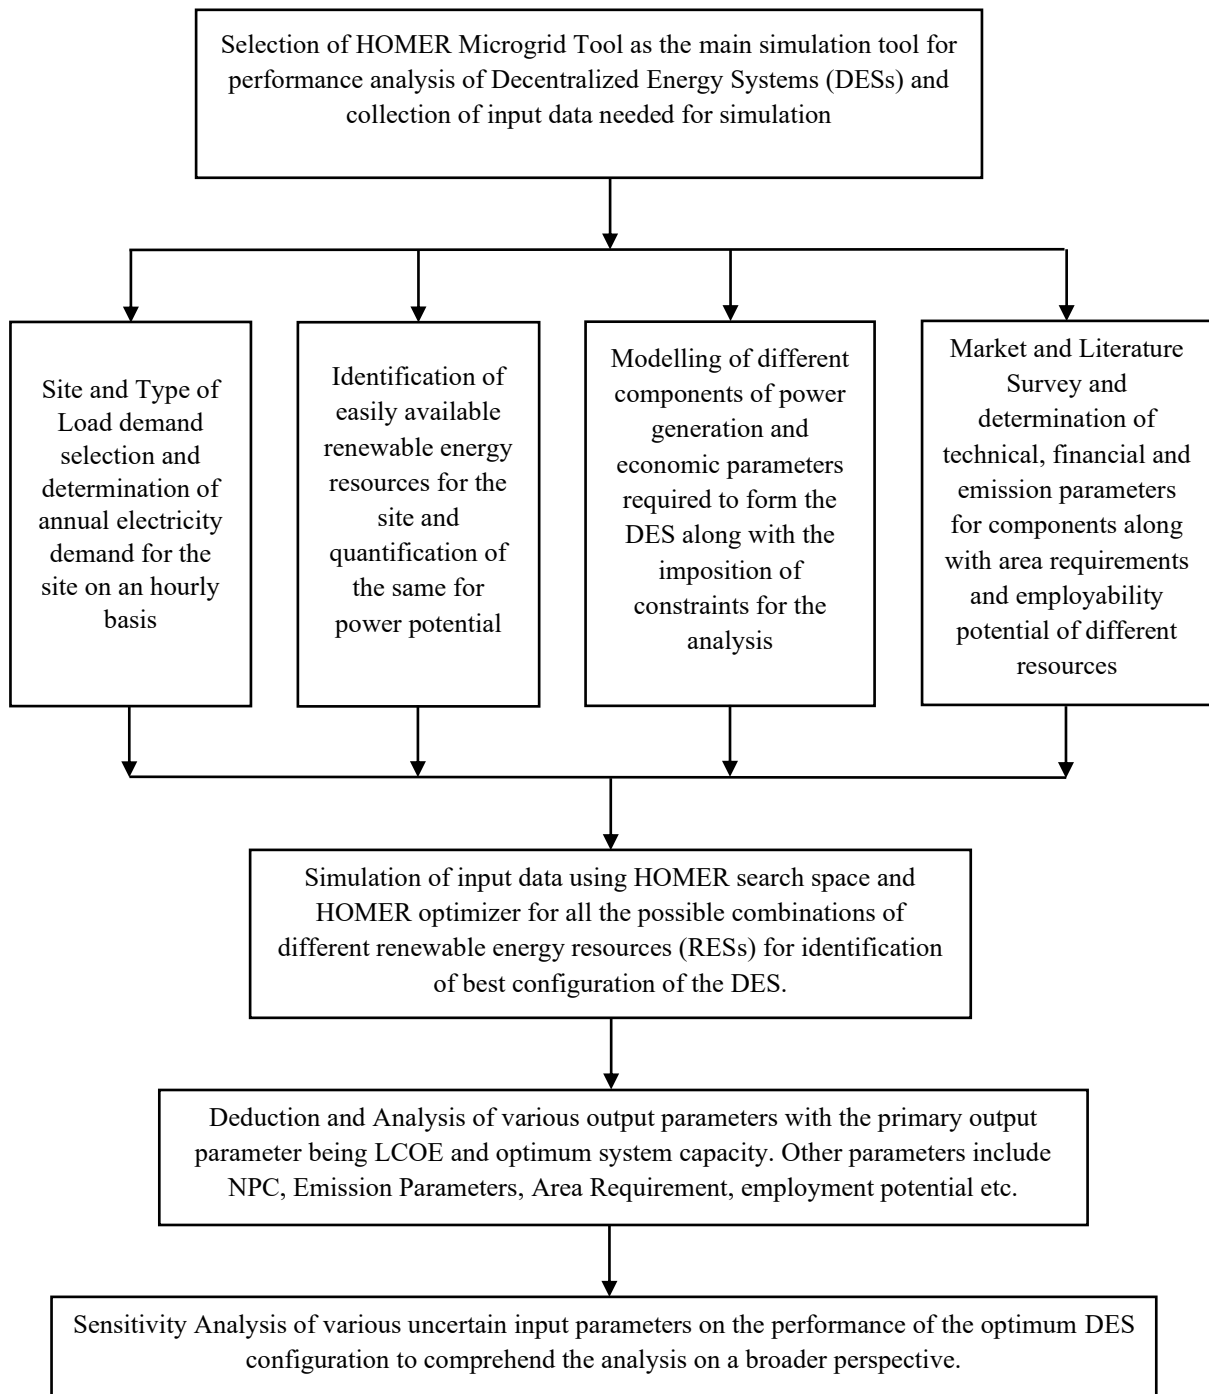 Selection of HOMER Microgrid Tool as the main simulation tool for
performance analysis of Decentralized Energy Systems (DESs) and
collection of input data needed for simulation
Site and Type of
Load demand
selection and
determination of
annual electricity
demand for the
site on an hourly
basis
Identification of
easily available
renewable energy
resources for the
site and
quantification of
the same for
power potential
Modelling of different
components of power
generation and
economic parameters
required to form the
DES along with the
imposition of
constraints for the
analysis
Market and Literature
Survey and
determination of
technical, financial and
emission parameters
for components along
with area requirements
and employability
potential of different
resources
Simulation of input data using HOMER search space and
HOMER optimizer for all the possible combinations of
different renewable energy resources (RESs) for identification
of best configuration of the DES.
Deduction and Analysis of various output parameters with the primary output
parameter being LCOE and optimum system capacity. Other parameters include
NPC, Emission Parameters, Area Requirement, employment potential etc.
Sensitivity Analysis of various uncertain input parameters on the performance of the optimum DES
configuration to comprehend the analysis on a broader perspective.